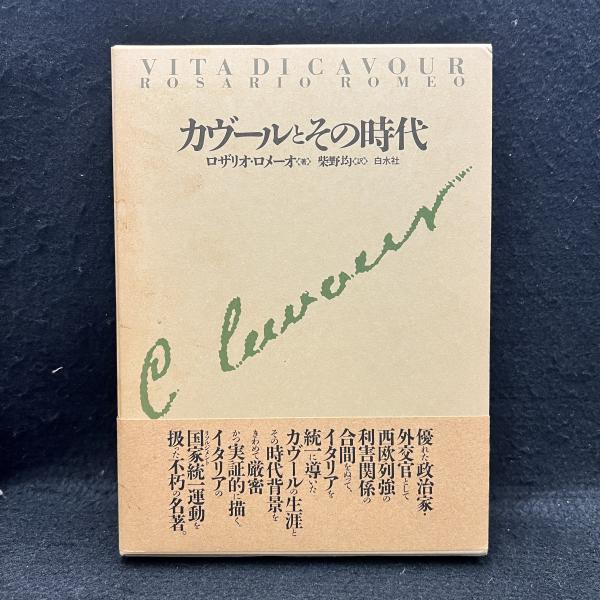 VITA DI CAVOUR
ROSARIO ROMEO
カヴールとその時代
ロザリオ・ロメーオ〈著〉 柴野均〈訳〉 白水社
C Cavour
優れた政治家・
外交官として
西欧列強の
利害関係の
合間をぬって、
イタリアを
統一に導いた
カヴールの生涯と
その時代背景を
きわめて厳密
かつ実証的に描く、
イタリアの
国家統一運動を
扱った不朽の名著。